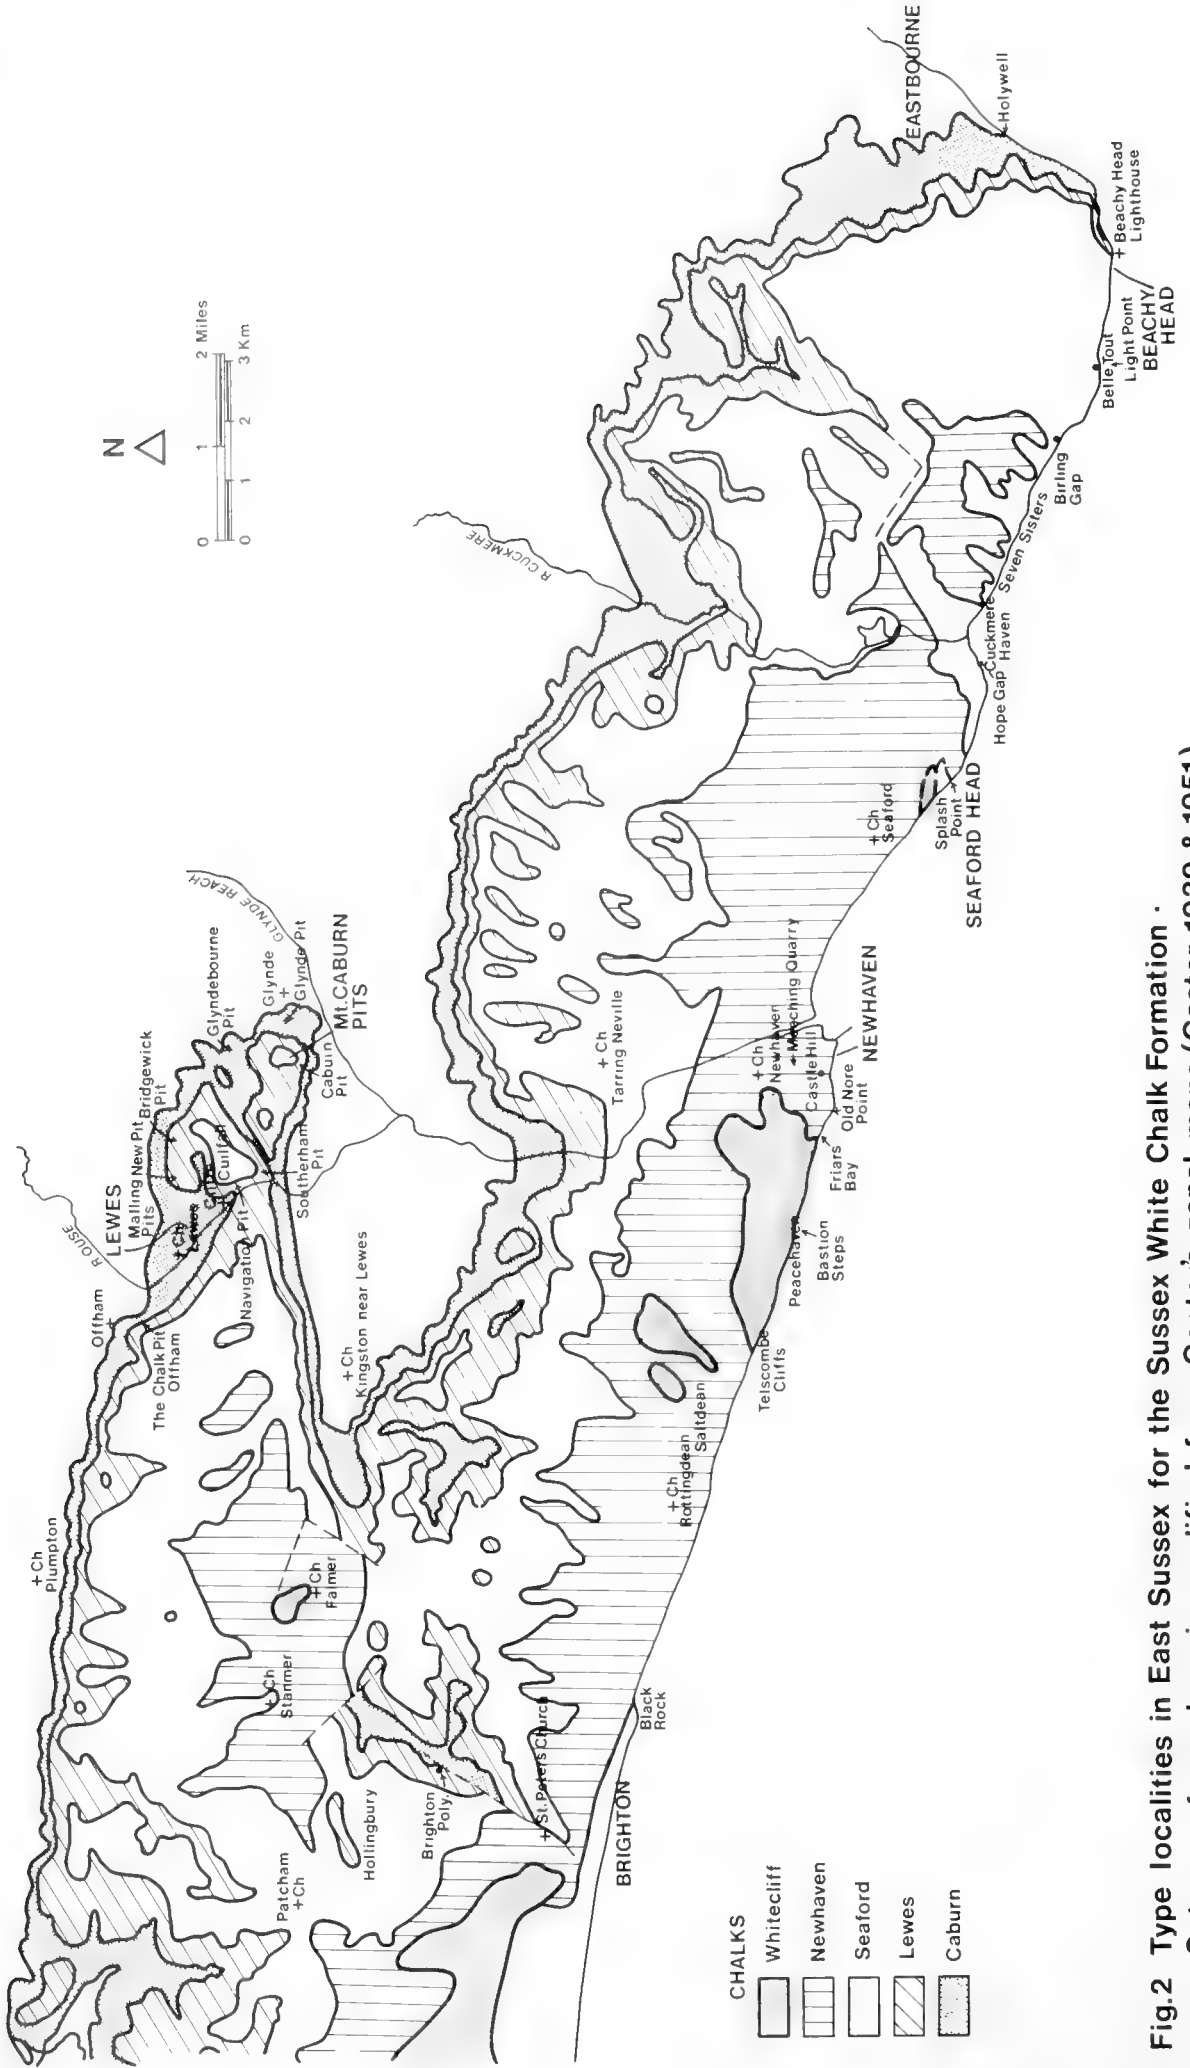 N
0 1 2 Miles
0 1 2 3 Km
LEWES
Malling New Pit
Pits
Bridgewick
Pit
Glyndebourne
Pit
Glynde
Glynde Pit
Mt.CABURN
PITS
Caburn
Pit
GLYNDE REACH
R OUSE
Offham
The Chalk Pit
Offham
Ch
Lewes
Cuilfail
Navigation Pit
Southerham
Pit
R CUCKMERE
Ch
Plumpton
Ch
Kingston near Lewes
Ch
Falmer
Ch
Stanmer
Patcham
Ch
Hollingbury
Brighton
Poly.
St. Peters Church
BRIGHTON
Black
Rock
Ch
Rottingdean
Saltdean
Telscombe
Cliffs
Peacehaven
Bastion
Steps
Friars
Bay
Old Nore
Point
Castle Hill
Ch
Newhaven
Meeching Quarry
NEWHAVEN
Ch
Tarring Neville
Ch
Seaford
Splash
Point
SEAFORD HEAD
Hope Gap
Cuckmere
Haven
Seven Sisters
Birling
Gap
Belle Tout
Light Point
BEACHY
HEAD
Beachy Head
Lighthouse
Holywell
EASTBOURNE
CHALKS
Whitecliff
Newhaven
Seaford
Lewes
Caburn
Fig.2 Type localities in East Sussex for the Sussex White Chalk Formation.